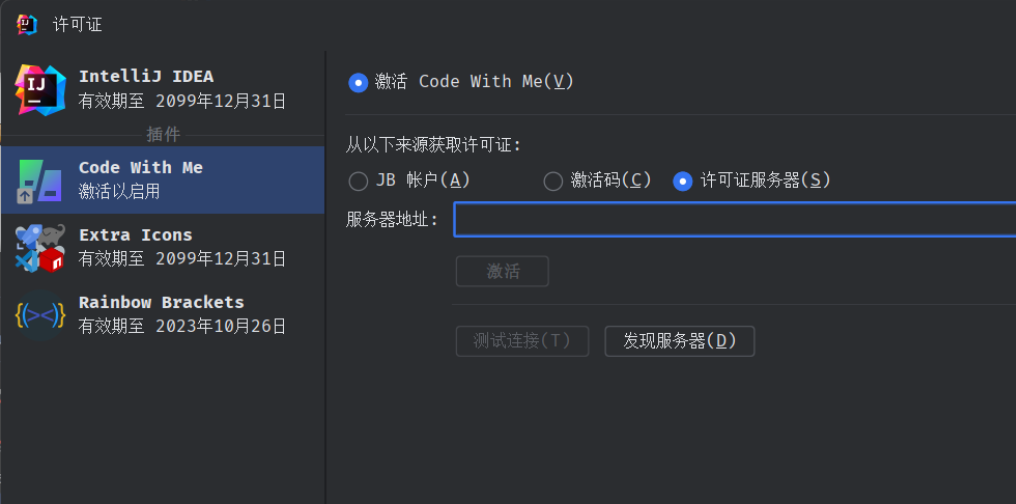 许可证
IntelliJ IDEA
有效期至 2099年12月31日
插件
Code With Me
激活以启用
Extra Icons
有效期至 2099年12月31日
Rainbow Brackets
有效期至 2023年10月26日
激活 Code With Me(V)
从以下来源获取许可证:
JB 帐户(A) 激活码(C) 许可证服务器(S)
服务器地址:
激活
测试连接(T) 发现服务器(D)